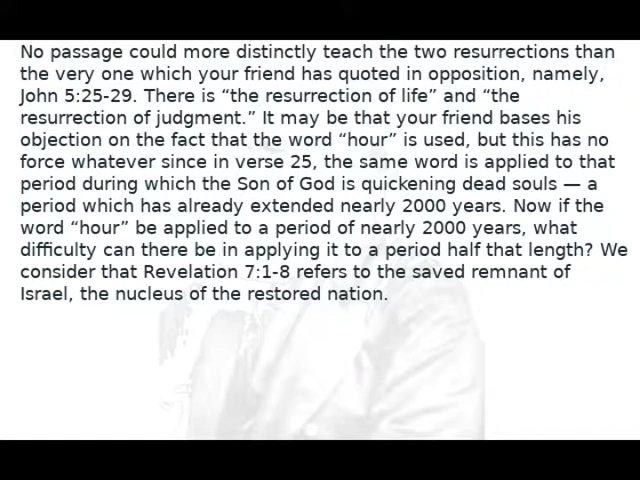 No passage could more distinctly teach the two resurrections than
the very one which your friend has quoted in opposition, namely,
John 5:25-29. There is “the resurrection of life” and “the
resurrection of judgment.” It may be that your friend bases his
objection on the fact that the word “hour” is used, but this has no
force whatever since in verse 25, the same word is applied to that
period during which the Son of God is quickening dead souls — a
period which has already extended nearly 2000 years. Now if the
word “hour” be applied to a period of nearly 2000 years, what
difficulty can there be in applying it to a period half that length? We
consider that Revelation 7:1-8 refers to the saved remnant of
Israel, the nucleus of the restored nation.